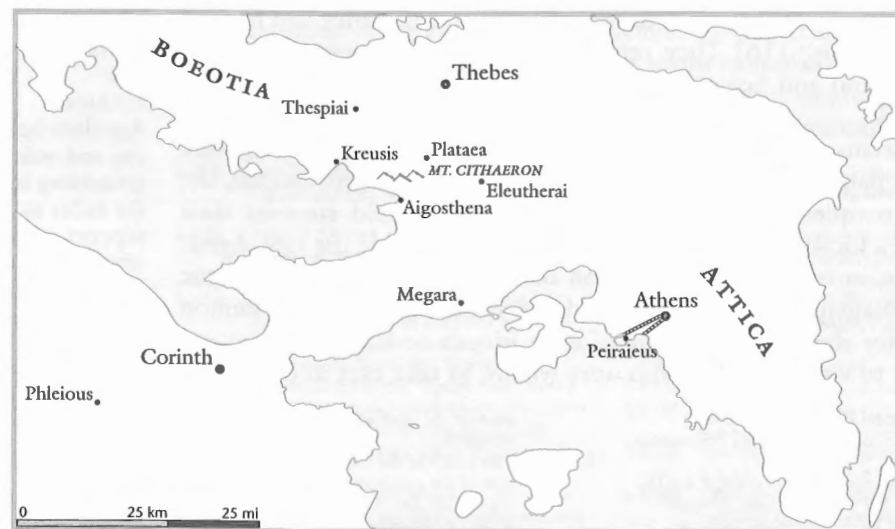 BOEOTIA
Thebes
Thespiai
Kreusis
Plataea
MT. CITHAERON
Eleutherai
Aigosthena
ATTICA
Megara
Athens
Peiraieus
Corinth
Phleious
0 25 km 25 mi